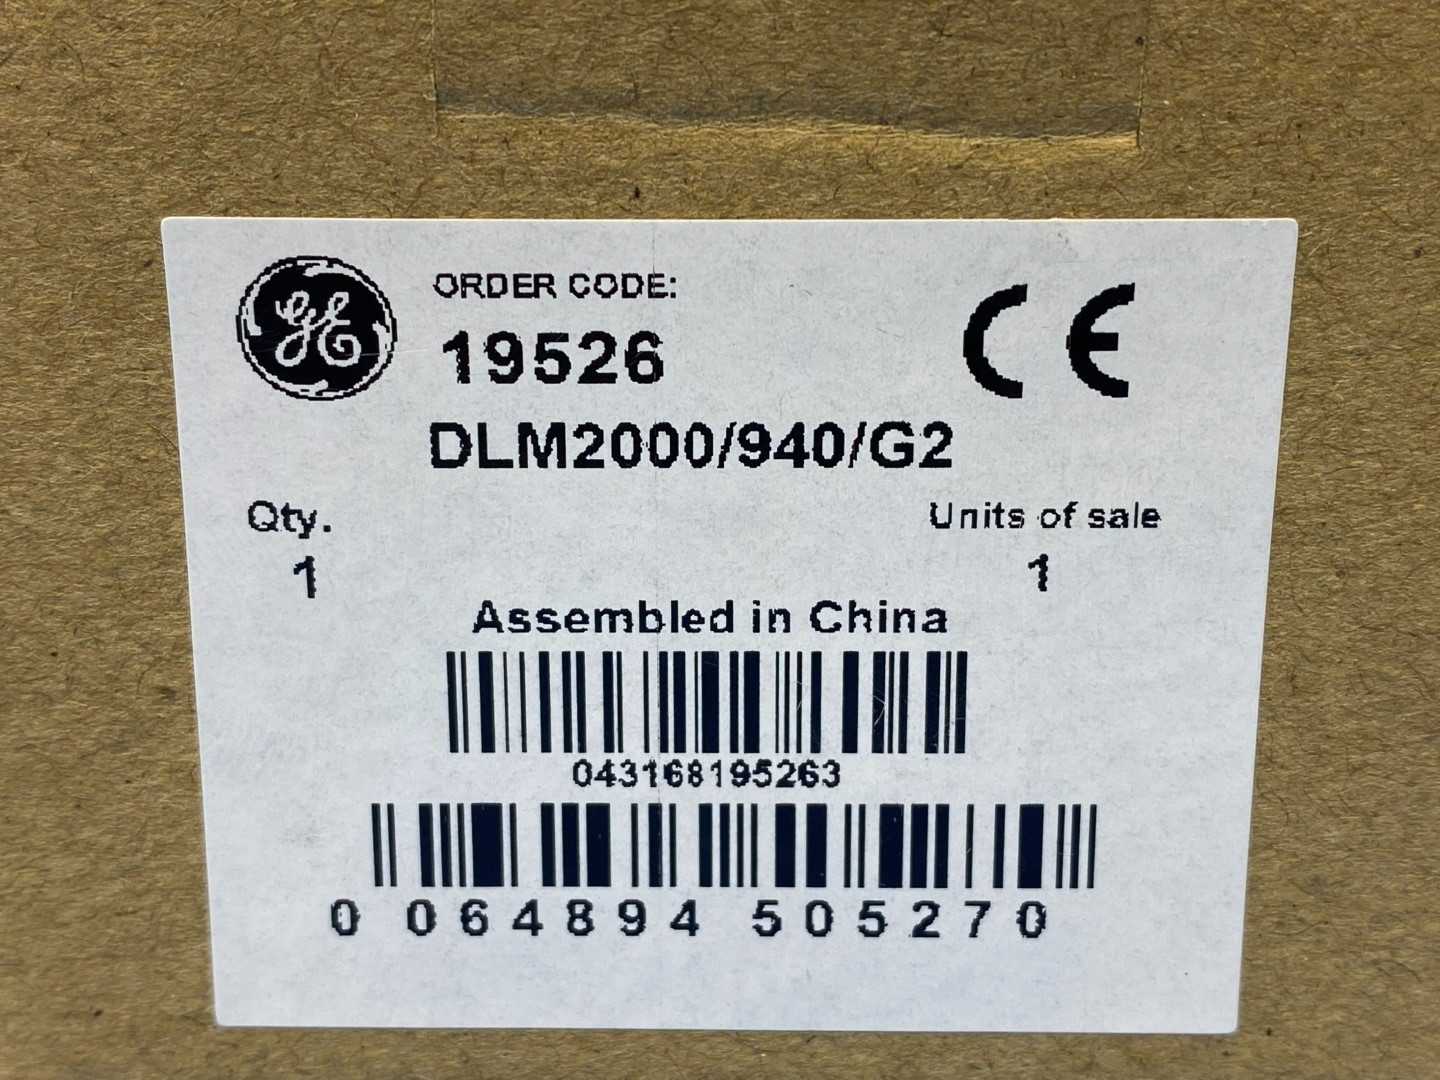 GE
ORDER CODE:
19526
DLM2000/940/G2
Qty.
Units of sale
1
1
Assembled in China
043168195263
0 064894 505270